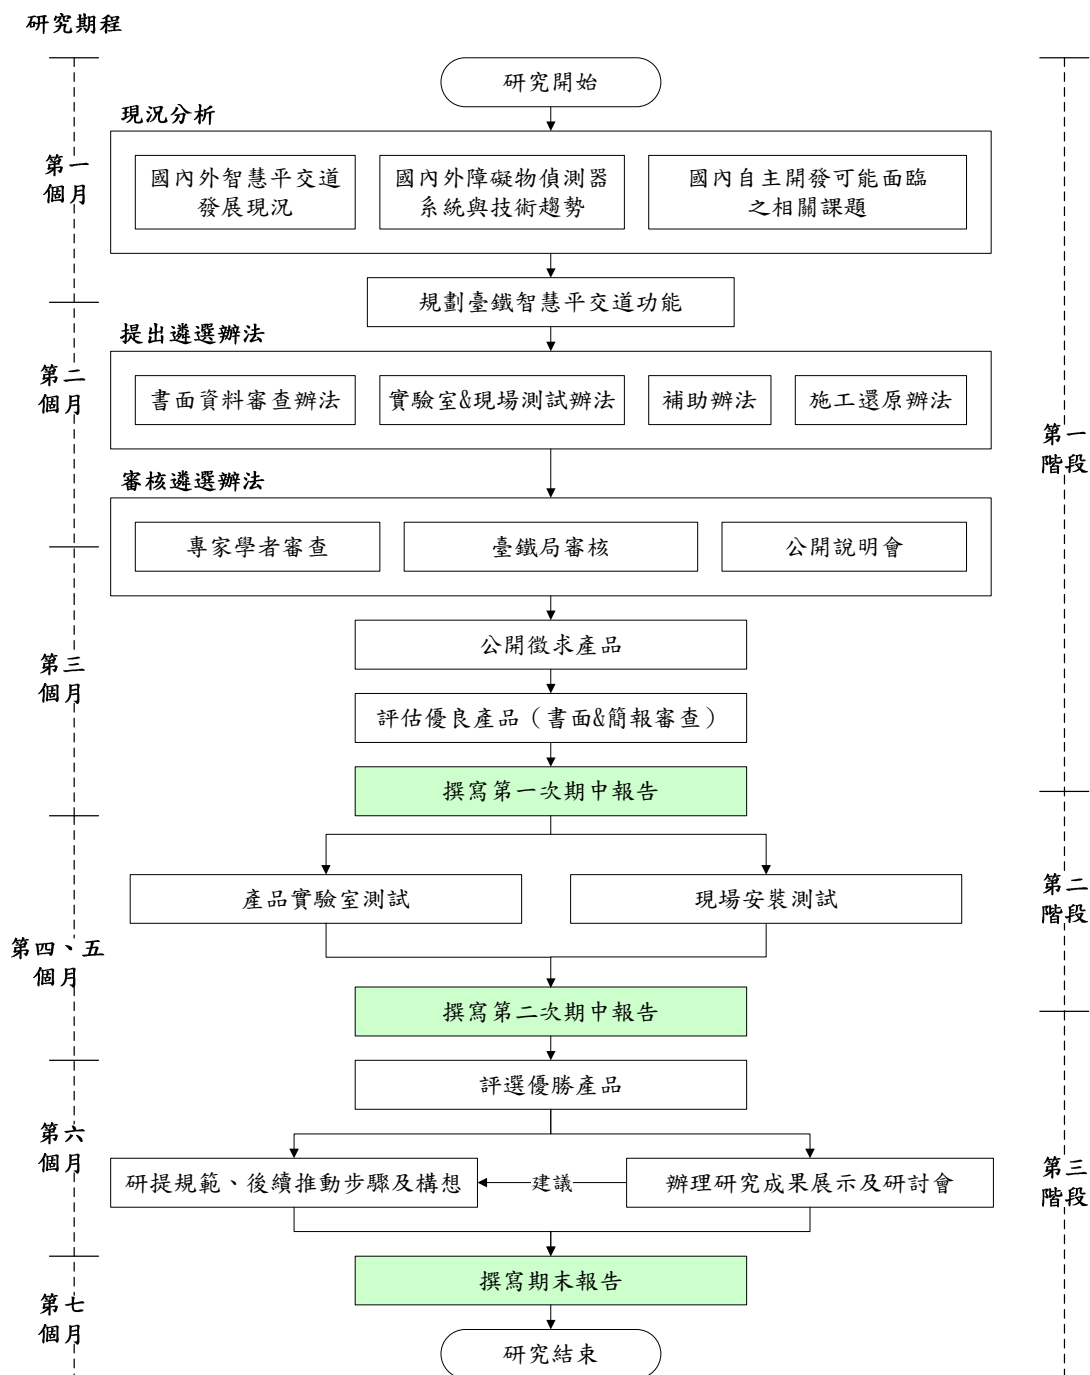 研究期程
研究開始
現況分析
第一
個月
國內外智慧平交道
發展現況
國內外障礙物偵測器
系統與技術趨勢
國內自主開發可能面臨
之相關課題
規劃臺鐵智慧平交道功能
提出遴選辦法
第二
個月
書面資料審查辦法
實驗室&現場測試辦法
補助辦法
施工還原辦法
第一
階段
審核遴選辦法
專家學者審查
臺鐵局審核
公開說明會
第三
個月
公開徵求產品
評估優良產品（書面&簡報審查）
撰寫第一次期中報告
產品實驗室測試
現場安裝測試
第二
階段
第四、五
個月
撰寫第二次期中報告
評選優勝產品
第六
個月
研提規範、後續推動步驟及構想
建議
辦理研究成果展示及研討會
第三
階段
撰寫期末報告
第七
個月
研究結束